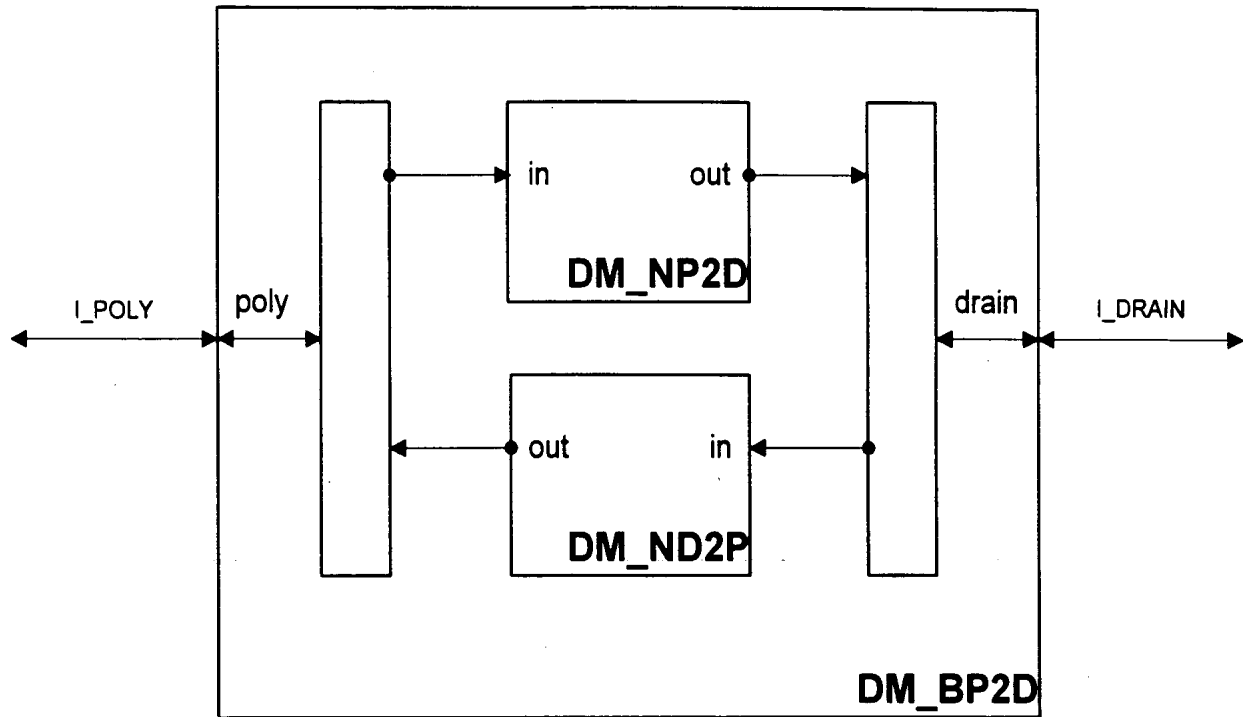 in out
DM_NP2D
I_POLY poly drain I_DRAIN
out in
DM_ND2P
DM_BP2D